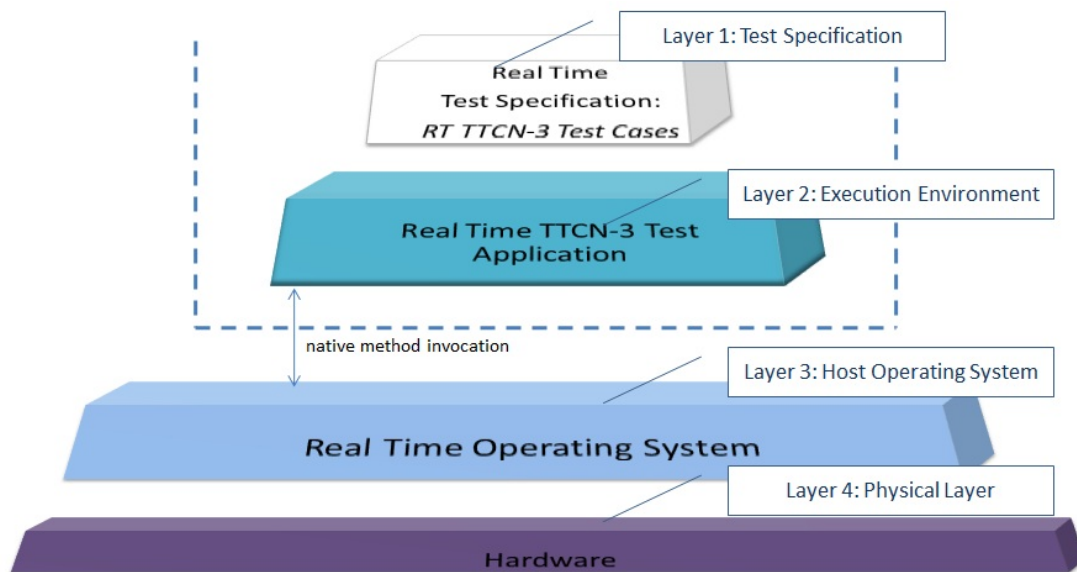 Layer 1: Test Specification
Real Time
Test Specification:
RT TTCN-3 Test Cases
Layer 2: Execution Environment
Real Time TTCN-3 Test
Application
native method invocation
Layer 3: Host Operating System
Real Time Operating System
Layer 4: Physical Layer
Hardware